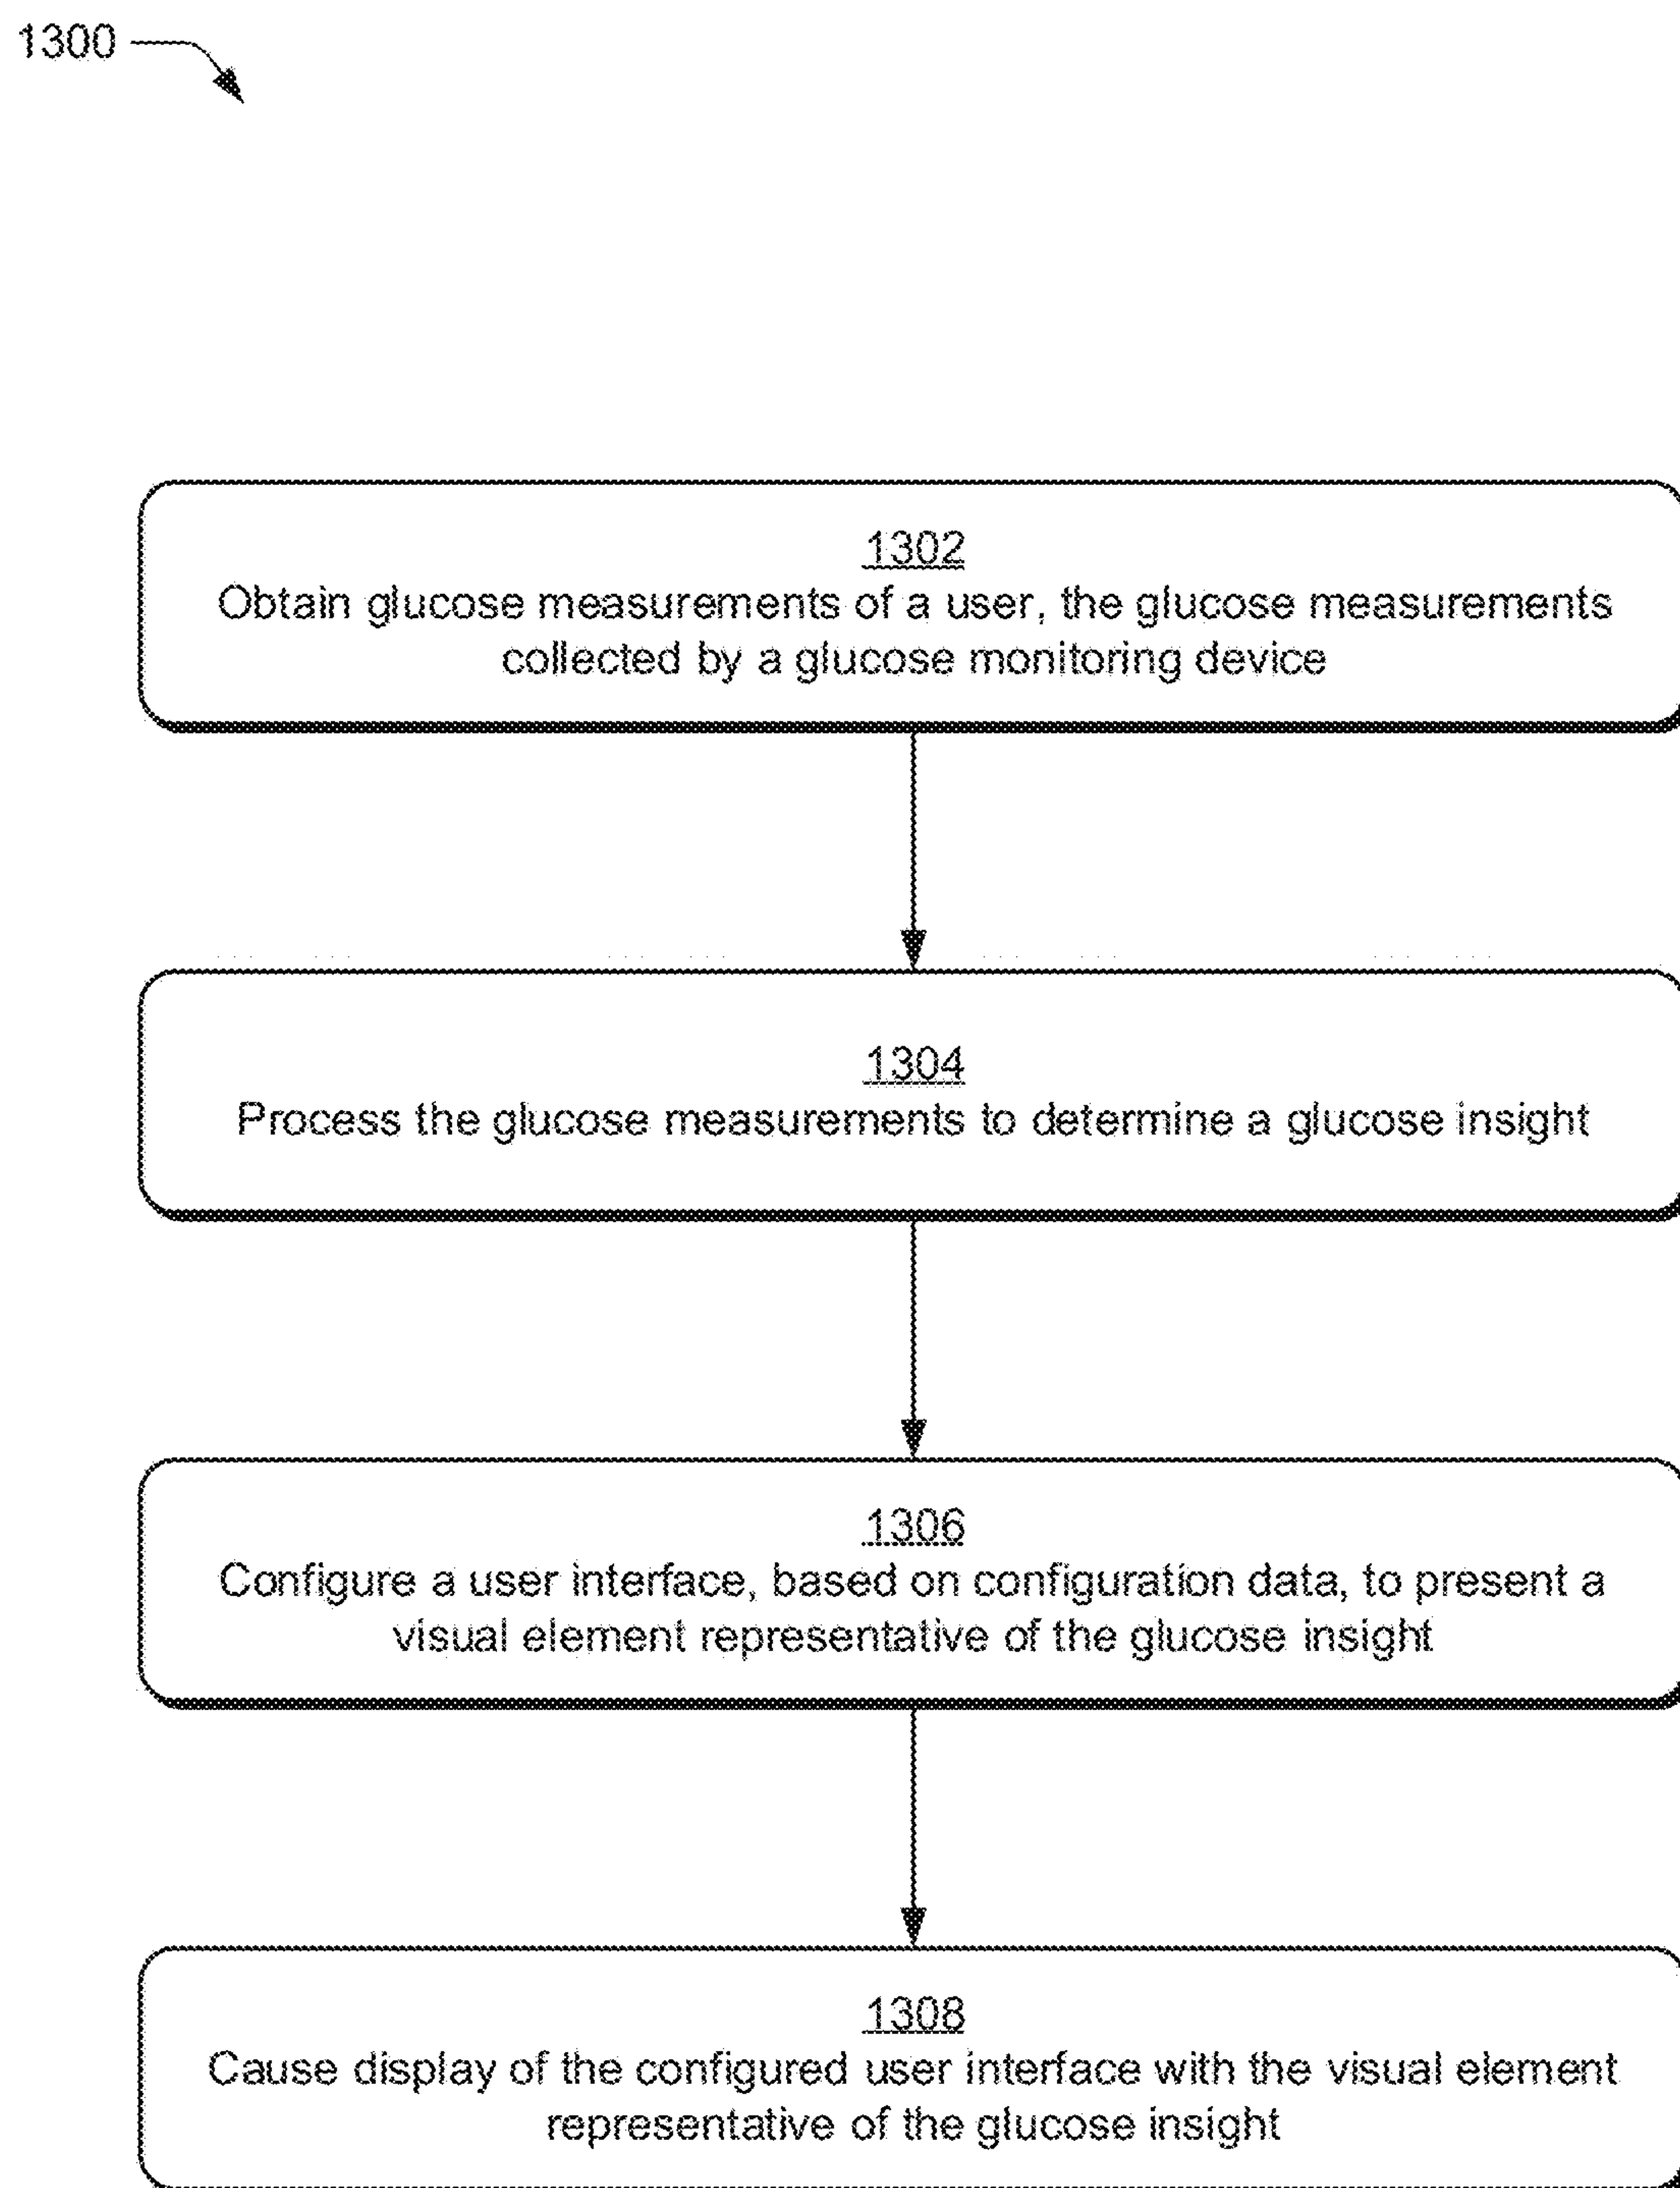 1300
1302
Obtain glucose measurements of a user, the glucose measurements
collected by a glucose monitoring device
1304
Process the glucose measurements to determine a glucose insight
1306
Configure a user interface, based on configuration data, to present a
visual element representative of the glucose insight
1308
Cause display of the configured user interface with the visual element
representative of the glucose insight